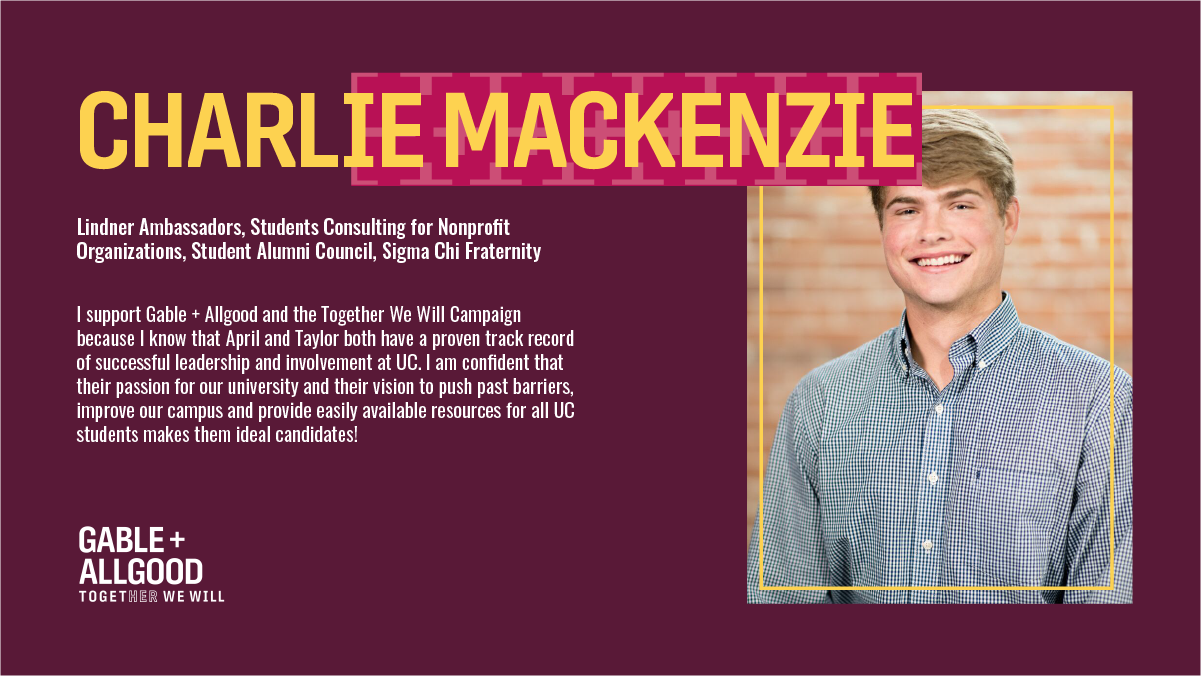 CHARLIE MACKENZIE
Lindner Ambassadors, Students Consulting for Nonprofit
Organizations, Student Alumni Council, Sigma Chi Fraternity
I support Gable + Allgood and the Together We Will Campaign
because I know that April and Taylor both have a proven track record
of successful leadership and involvement at UC. I am confident that
their passion for our university and their vision to push past barriers,
improve our campus and provide easily available resources for all UC
students makes them ideal candidates!
GABLE +
ALLGOOD
TOGETHER WE WILL